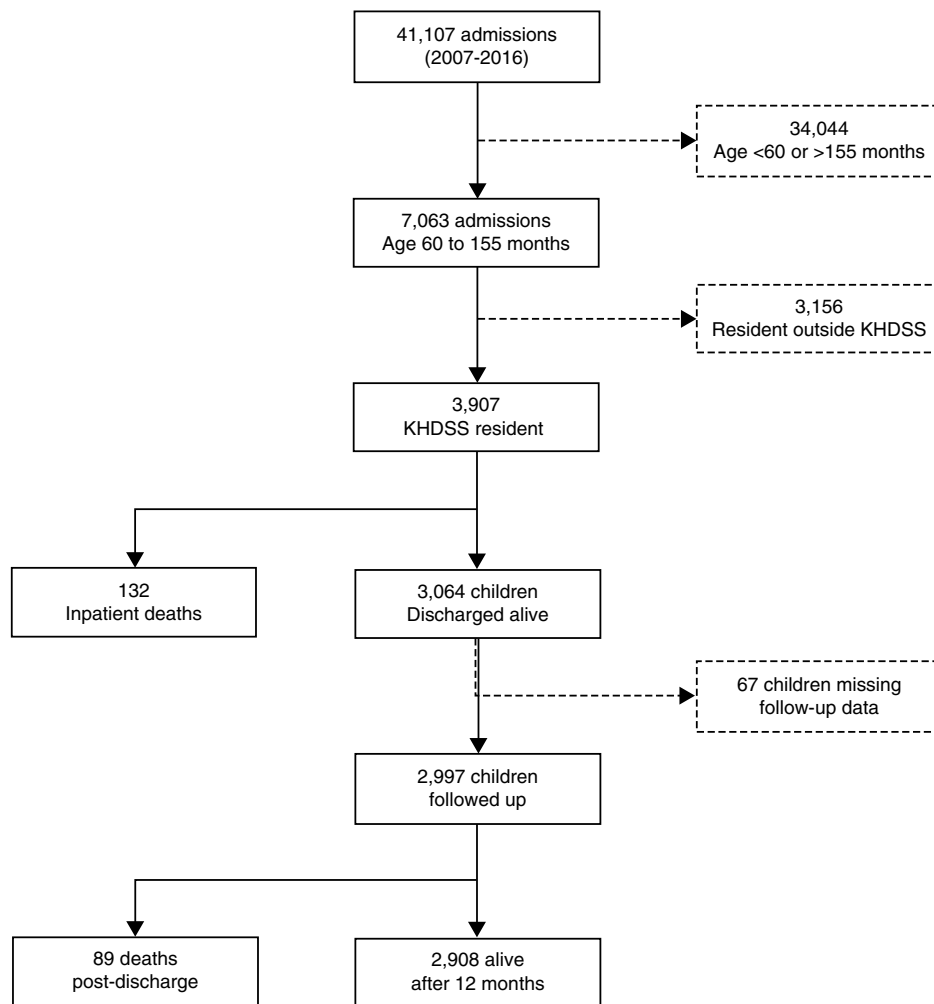 41,107 admissions
(2007-2016)
34,044
Age <60 or >155 months
7,063 admissions
Age 60 to 155 months
3,156
Resident outside KHDSS
3,907
KHDSS resident
132
Inpatient deaths
3,064 children
Discharged alive
67 children missing
follow-up data
2,997 children
followed up
89 deaths
post-discharge
2,908 alive
after 12 months